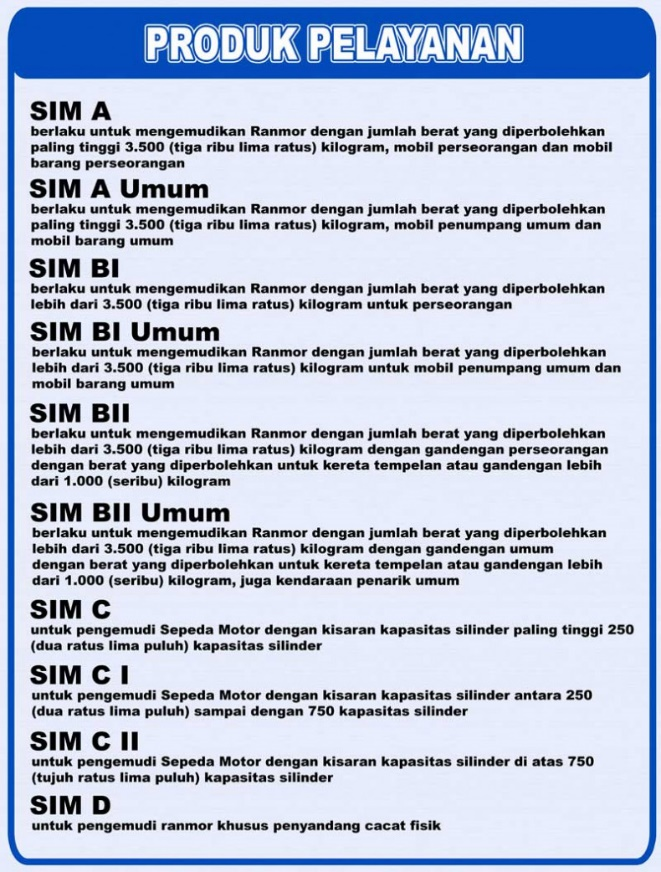 PRODUK PELAYANAN
SIM A
berlaku untuk mengemudikan Ranmor dengan jumlah berat yang diperbolehkan
paling tinggi 3.500 (tiga ribu lima ratus) kilogram, mobil perseorangan dan mobil
barang perseorangan
SIM A Umum
berlaku untuk mengemudikan Ranmor dengan jumlah berat yang diperbolehkan
paling tinggi 3.500 (tiga ribu lima ratus) kilogram, mobil penumpang umum dan
mobil barang umum
SIM BI
berlaku untuk mengemudikan Ranmor dengan jumlah berat yang diperbolehkan
lebih dari 3.500 (tiga ribu lima ratus) kilogram untuk perseorangan
SIM BI Umum
berlaku untuk mengemudikan Ranmor dengan jumlah berat yang diperbolehkan
lebih dari 3.500 (tiga ribu lima ratus) kilogram untuk mobil penumpang umum dan
mobil barang umum
SIM BII
berlaku untuk mengemudikan Ranmor dengan jumlah berat yang diperbolehkan
lebih dari 3.500 (tiga ribu lima ratus) kilogram dengan gandengan perseorangan
dengan berat yang diperbolehkan untuk kereta tempelan atau gandengan lebih
dari 1.000 (seribu) kilogram
SIM BII Umum
berlaku untuk mengemudikan Ranmor dengan jumlah berat yang diperbolehkan
lebih dari 3.500 (tiga ribu lima ratus) kilogram dengan gandengan umum
dengan berat yang diperbolehkan untuk kereta tempelan atau gandengan lebih
dari 1.000 (seribu) kilogram, juga kendaraan penarik umum
SIM C
untuk pengemudi Sepeda Motor dengan kisaran kapasitas silinder paling tinggi 250
(dua ratus lima puluh) kapasitas silinder
SIM C I
untuk pengemudi Sepeda Motor dengan kisaran kapasitas silinder antara 250
(dua ratus lima puluh) sampai dengan 750 kapasitas silinder
SIM C II
untuk pengemudi Sepeda Motor dengan kisaran kapasitas silinder di atas 750
(tujuh ratus lima puluh) kapasitas silinder
SIM D
untuk pengemudi ranmor khusus penyandang cacat fisik